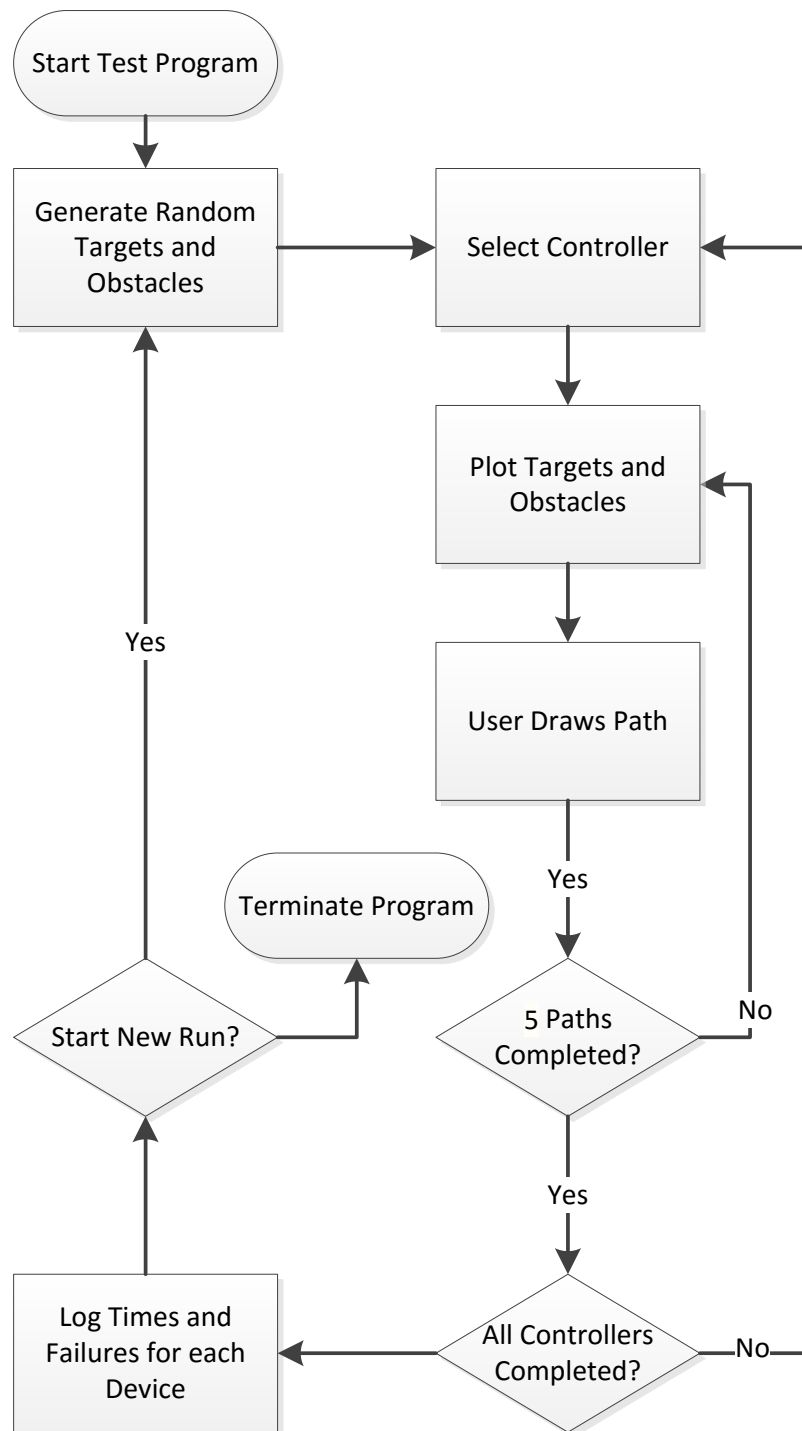 Start Test Program
Generate Random
Targets and
Obstacles
Select Controller
Plot Targets and
Obstacles
Yes
User Draws Path
Yes
Terminate Program
Start New Run?
5 Paths
Completed?
No
Yes
Log Times and
Failures for each
Device
All Controllers
Completed?
No